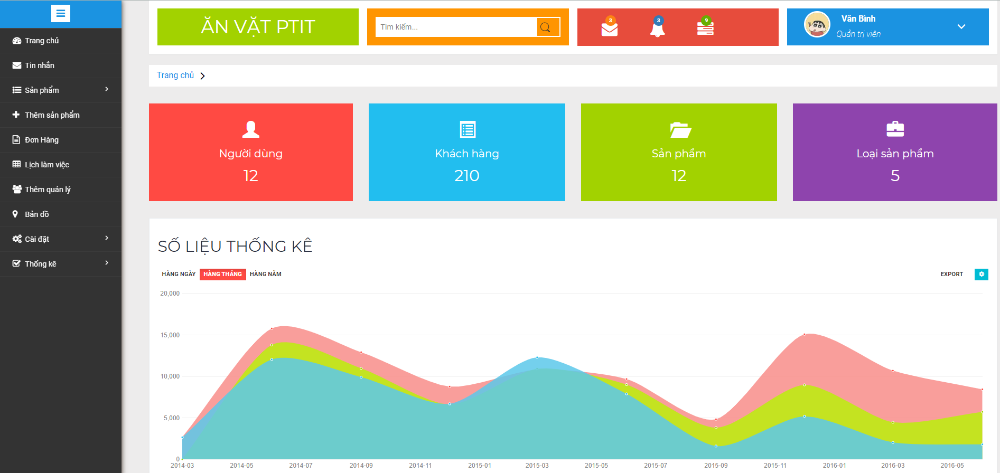 Trang chủ
Tin nhắn
Sản phẩm
Thêm sản phẩm
Đơn Hàng
Lịch làm việc
Thêm quản lý
Bản đồ
Cài đặt
Thống kê
ĂN VẶT PTIT
Tìm kiếm...
3
3
9
Văn Bình
Quản trị viên
Trang chủ
Người dùng
12
Khách hàng
210
Sản phẩm
12
Loại sản phẩm
5
SỐ LIỆU THỐNG KÊ
HÀNG NGÀY HÀNG THÁNG HÀNG NĂM
EXPORT
20,000
15,000
10,000
5,000
0
2014-03 2014-05 2014-07 2014-09 2014-11 2015-01 2015-03 2015-05 2015-07 2015-09 2015-11 2016-01 2016-03 2016-05